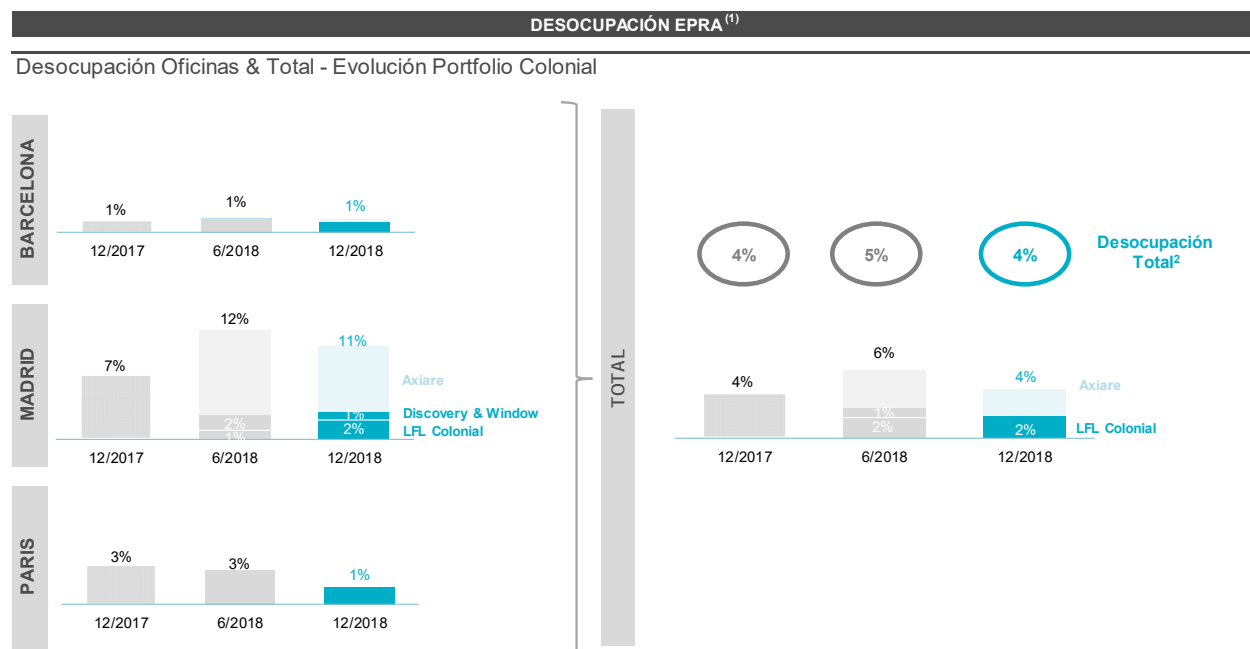 DESOCUPACIÓN EPRA(1)
Desocupación Oficinas & Total - Evolución Portfolio Colonial
BARCELONA
1%
1%
1%
12/2017
6/2018
12/2018
MADRID
7%
12%
11%
2%
1%
1%
2%
Axiare
Discovery & Window
LFL Colonial
12/2017
6/2018
12/2018
PARIS
3%
3%
1%
12/2017
6/2018
12/2018
TOTAL
4%
5%
4%
Desocupación
Total2
4%
6%
4%
1%
2%
2%
Axiare
LFL Colonial
12/2017
6/2018
12/2018